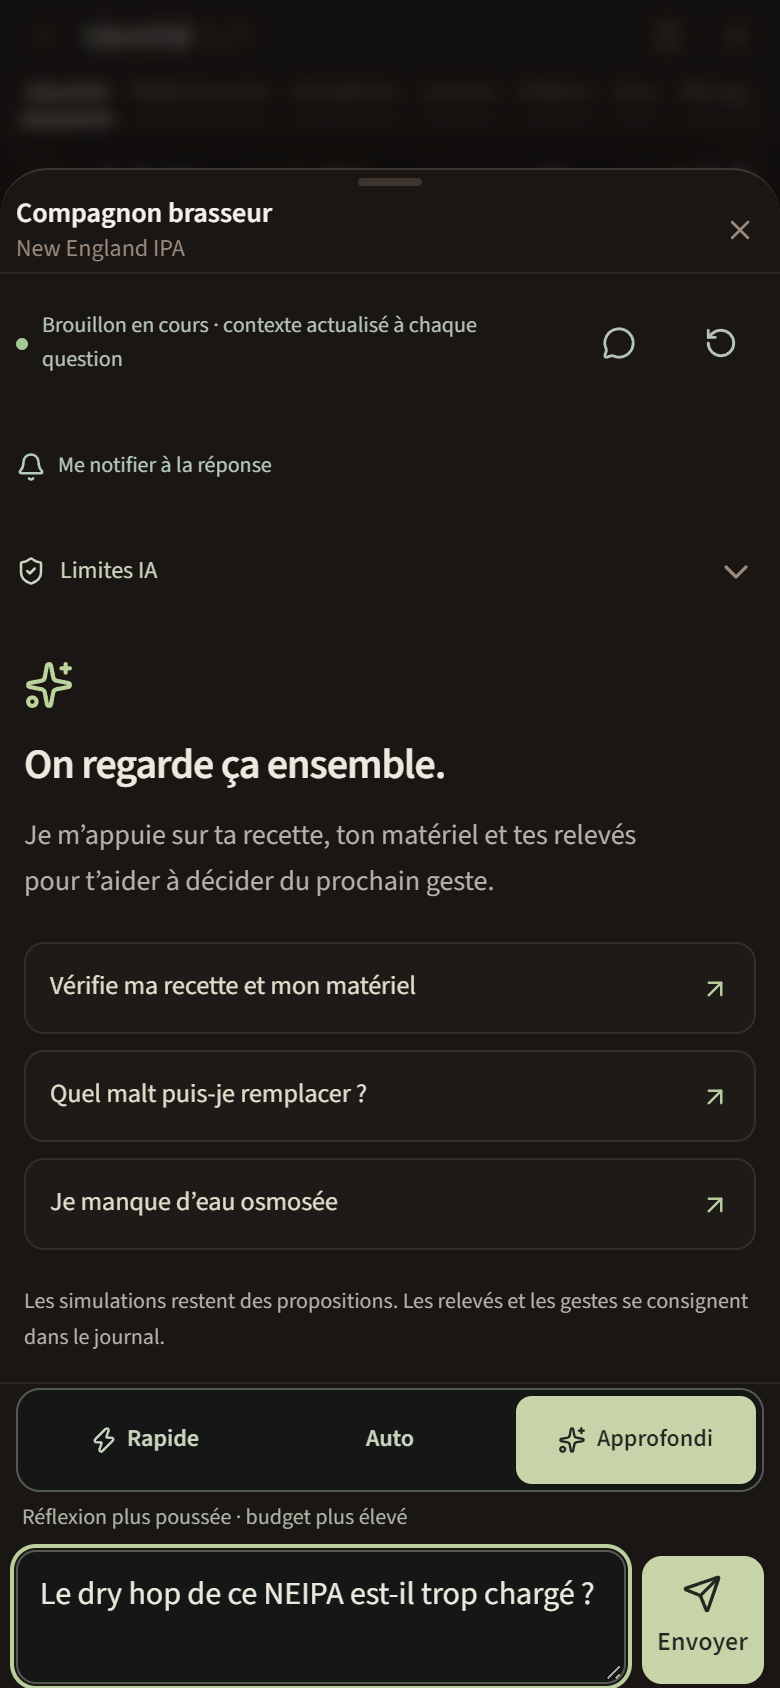 Compagnon brasseur
New England IPA
Brouillon en cours · contexte actualisé à chaque
question
Me notifier à la réponse
Limites IA
On regarde ça ensemble.
Je m’appuie sur ta recette, ton matériel et tes relevés
pour t’aider à décider du prochain geste.
Vérifie ma recette et mon matériel
Quel malt puis-je remplacer ?
Je manque d’eau osmosée
Les simulations restent des propositions. Les relevés et les gestes se consignent
dans le journal.
Rapide Auto Approfondi
Réflexion plus poussée · budget plus élevé
Le dry hop de ce NEIPA est-il trop chargé ?
Envoyer